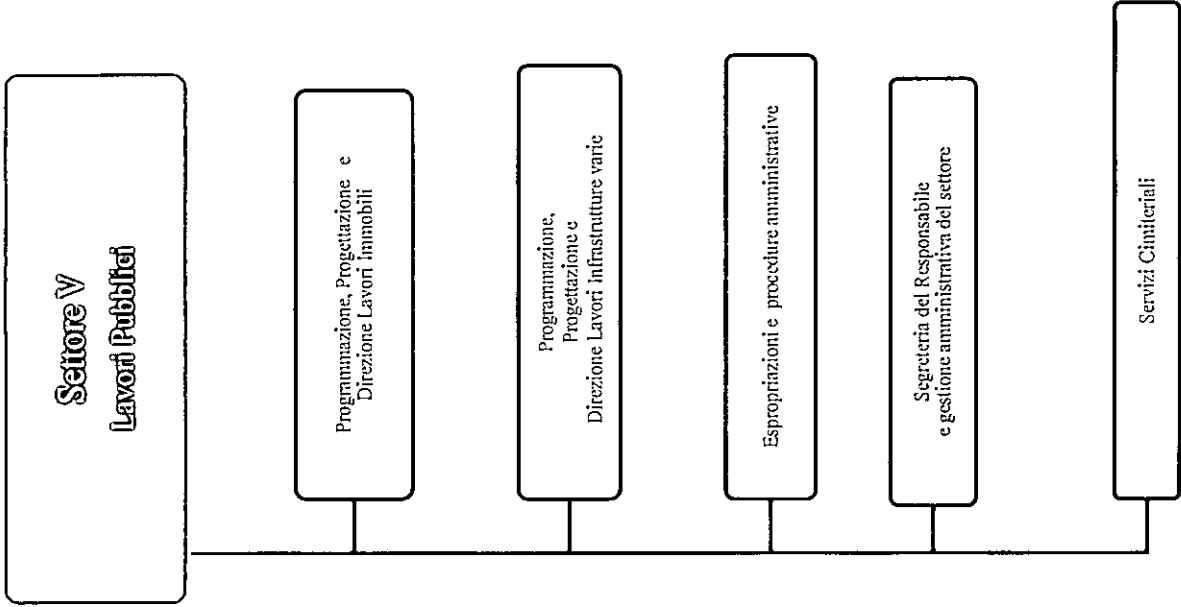 Settore V
Lavori Pubblici
Programmazione, Progettazione e
Direzione Lavori Immobili
Programmazione,
Progettazione e
Direzione Lavori Infrastrutture varie
Espropriazioni e procedure amministrative
Segreteria del Responsabile
e gestione amministrativa del settore
Servizi Cimiteriali